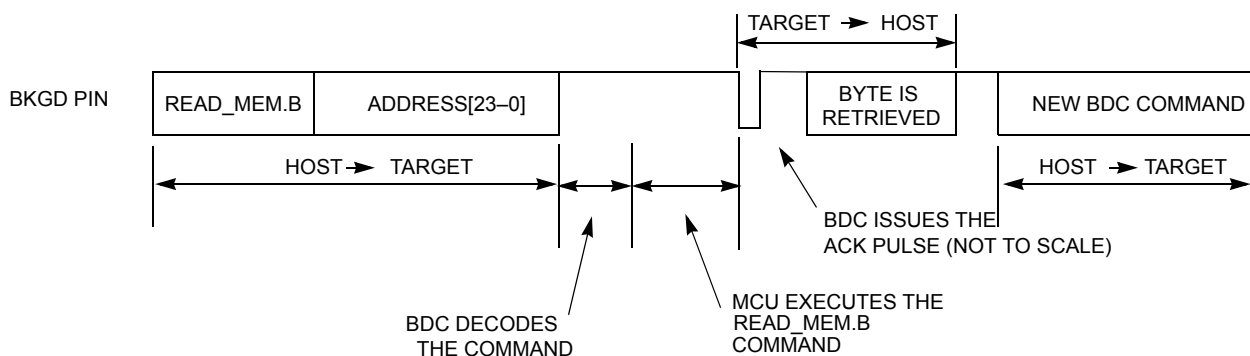 TARGET → HOST
BKGD PIN
READ_MEM.B
ADDRESS[23–0]
BYTE IS
RETRIEVED
NEW BDC COMMAND
HOST → TARGET
HOST → TARGET
BDC ISSUES THE
ACK PULSE (NOT TO SCALE)
BDC DECODES
THE COMMAND
MCU EXECUTES THE
READ_MEM.B
COMMAND